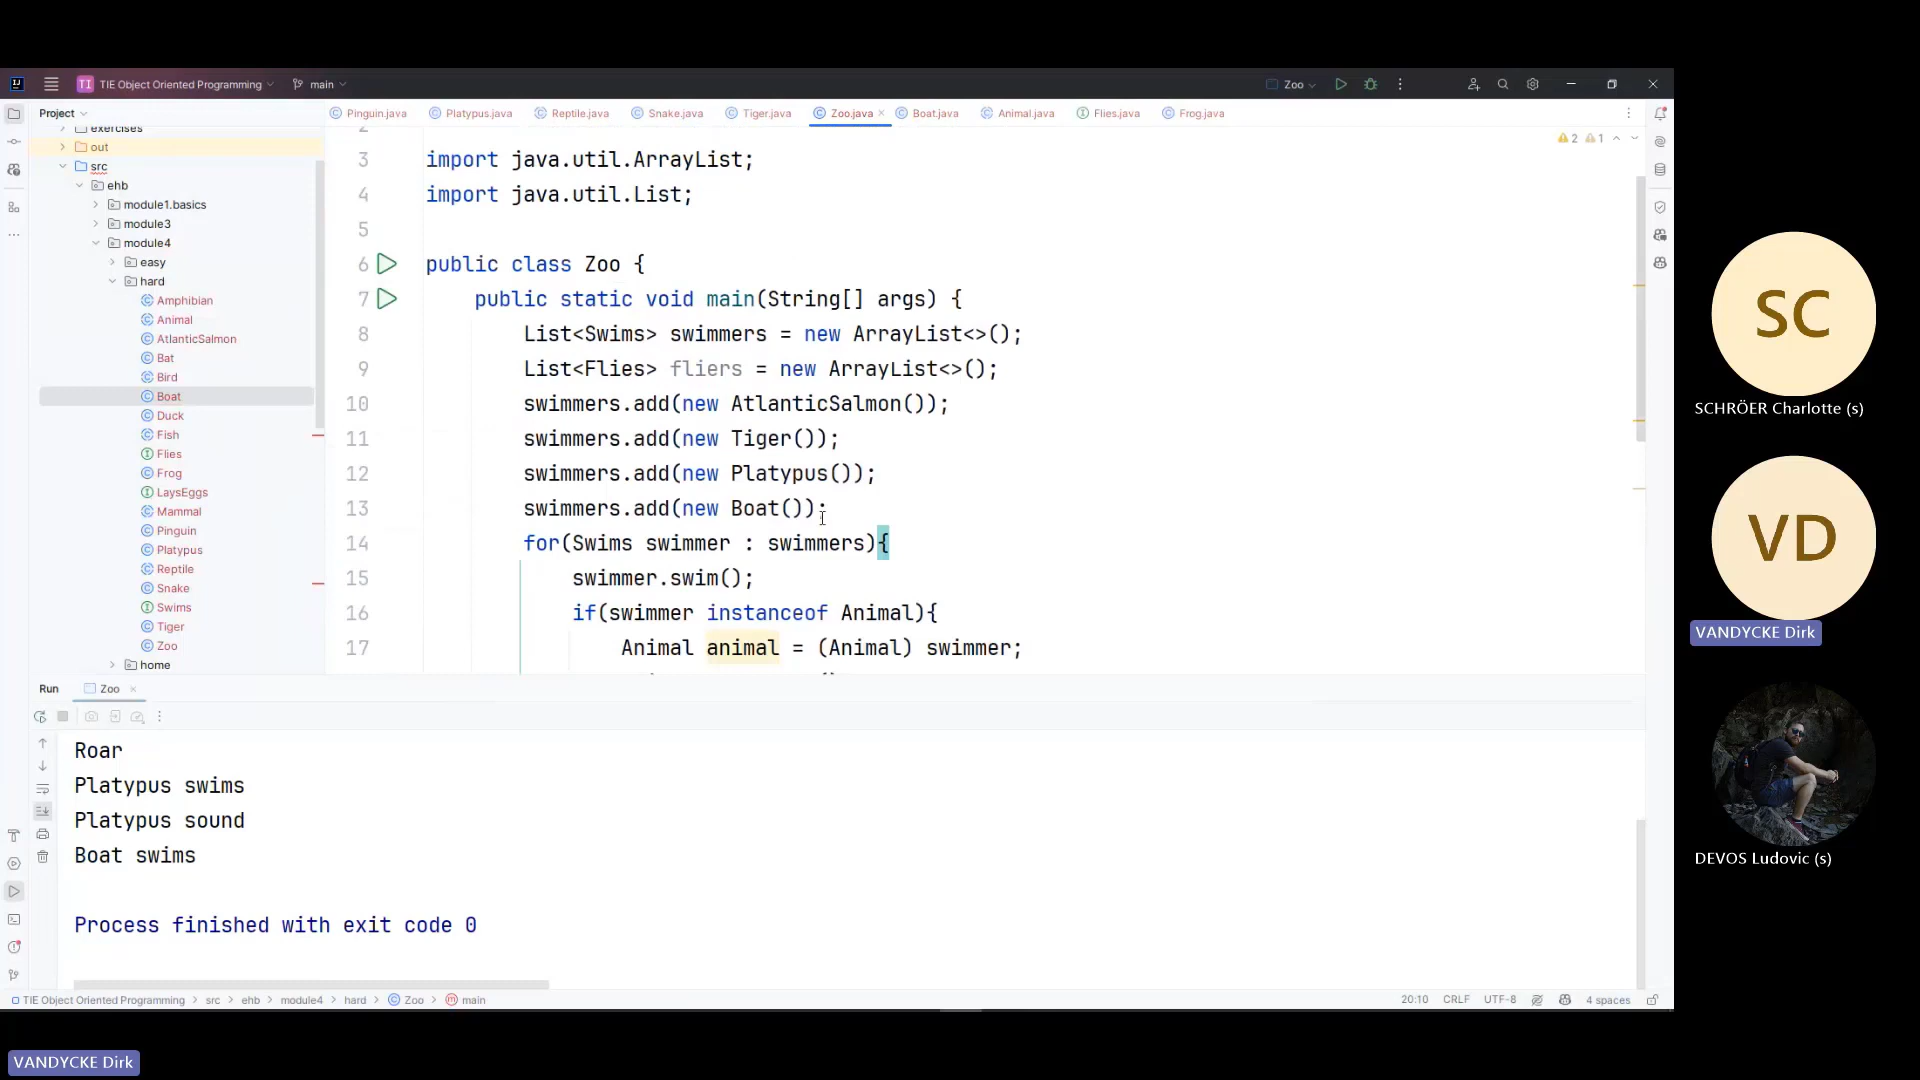 TI TIE Object Oriented Programming main Zoo
Project
Pinguin.java Platypus.java Reptile.java Snake.java Tiger.java Zoo.java Boat.java Animal.java Flies.java Frog.java
exercises
out
src
ehb
module1.basics
module3
module4
easy
hard
Amphibian
Animal
AtlanticSalmon
Bat
Bird
Boat
Duck
Fish
Flies
Frog
LaysEggs
Mammal
Pinguin
Platypus
Reptile
Snake
Swims
Tiger
Zoo
home
2 1
2
3 import java.util.ArrayList;
4 import java.util.List;
5
6 public class Zoo {
7 public static void main(String[] args) {
8 List<Swims> swimmers = new ArrayList<>();
9 List<Flies> fliers = new ArrayList<>();
10 swimmers.add(new AtlanticSalmon());
11 swimmers.add(new Tiger());
12 swimmers.add(new Platypus());
13 swimmers.add(new Boat());
14 for(Swims swimmer : swimmers){
15 swimmer.swim();
16 if(swimmer instanceof Animal){
17 Animal animal = (Animal) swimmer;
Run Zoo
Roar
Platypus swims
Platypus sound
Boat swims
Process finished with exit code 0
TIE Object Oriented Programming > src > ehb > module4 > hard > Zoo > main
20:10 CRLF UTF-8 4 spaces
SC
SCHRÖER Charlotte (s)
VD
VANDYCKE Dirk
DEVOS Ludovic (s)
VANDYCKE Dirk